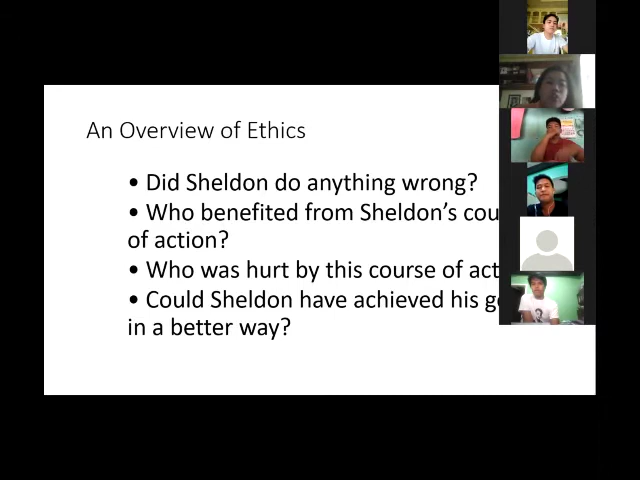 An Overview of Ethics
• Did Sheldon do anything wrong?
• Who benefited from Sheldon's
of action?
• Who was hurt by this course of
• Could Sheldon have achieved his
in a better way?